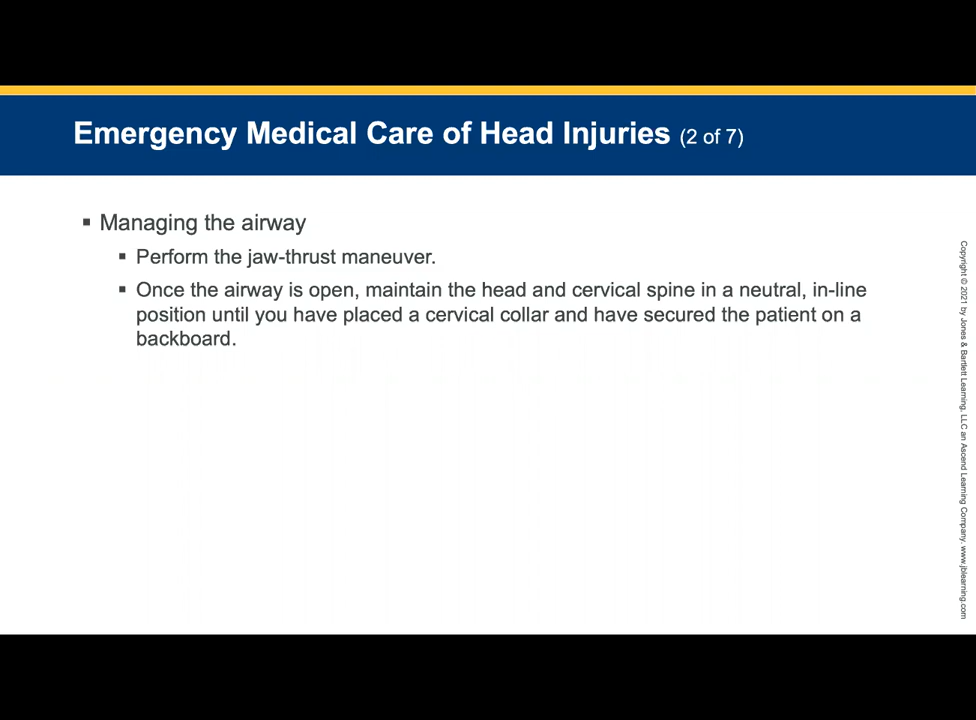 Emergency Medical Care of Head Injuries (2 of 7)
▪ Managing the airway
▪ Perform the jaw-thrust maneuver.
▪ Once the airway is open, maintain the head and cervical spine in a neutral, in-line
position until you have placed a cervical collar and have secured the patient on a
backboard.
Copyright © 2021 by Jones & Bartlett Learning, LLC an Ascend Learning Company. www.jblearning.com